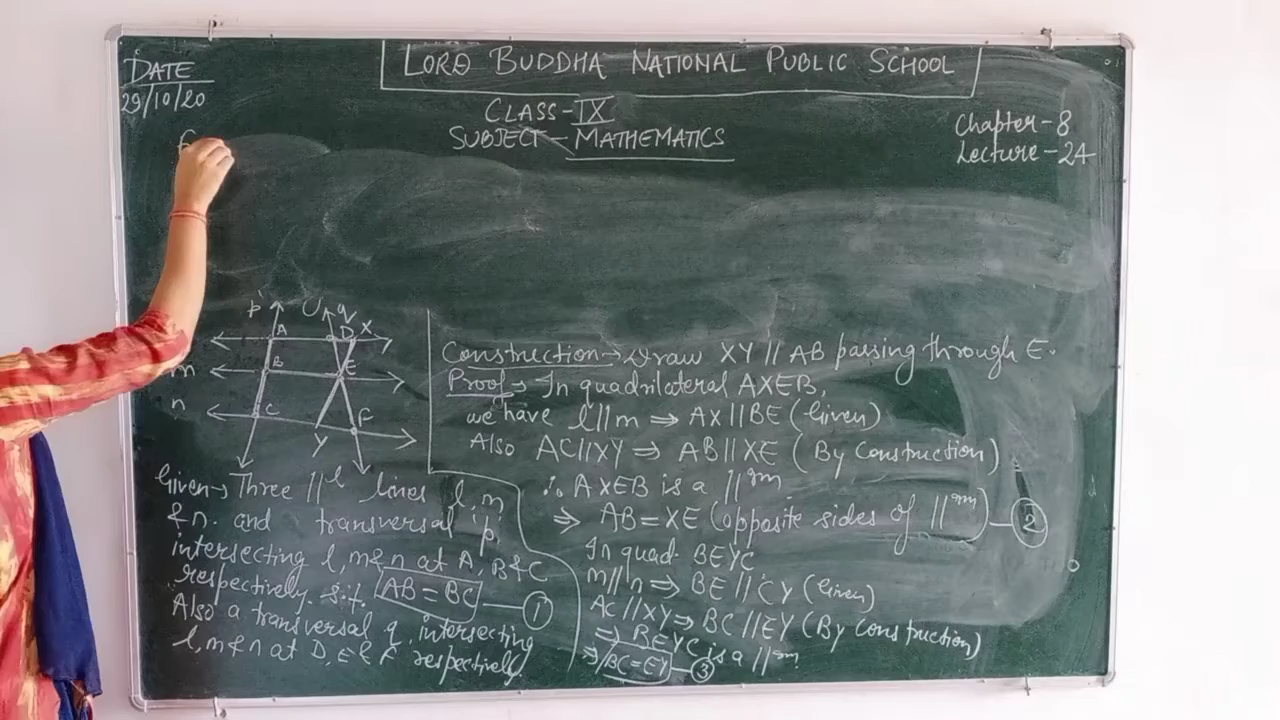 DATE
29/10/20
LORD BUDDHA NATIONAL PUBLIC SCHOOL
CLASS - IX
SUBJECT - MATHEMATICS
Chapter - 8
Lecture - 24
p q
A D X
m B E
n C F
Y
Given → Three ||el lines l, m
& n. and transversal 'p'
intersecting l, m & n at A, B & C
respectively. s.t. AB = BC — ①
Also a transversal q, intersecting
l, m & n at D, E & F respectively.
Construction → Draw XY // AB passing through E.
Proof → In quadrilateral AXEB,
we have l // m ⇒ AX // BE (Given)
Also AC // XY ⇒ AB // XE (By Construction)
∴ AXEB is a ||gm
⇒ AB = XE (opposite sides of ||gm) — ②
In quad. BEYC
m // n ⇒ BE // CY (Given)
AC // XY ⇒ BC // EY (By Construction)
⇒ BEYC is a ||gm
⇒ BC = EY — ③